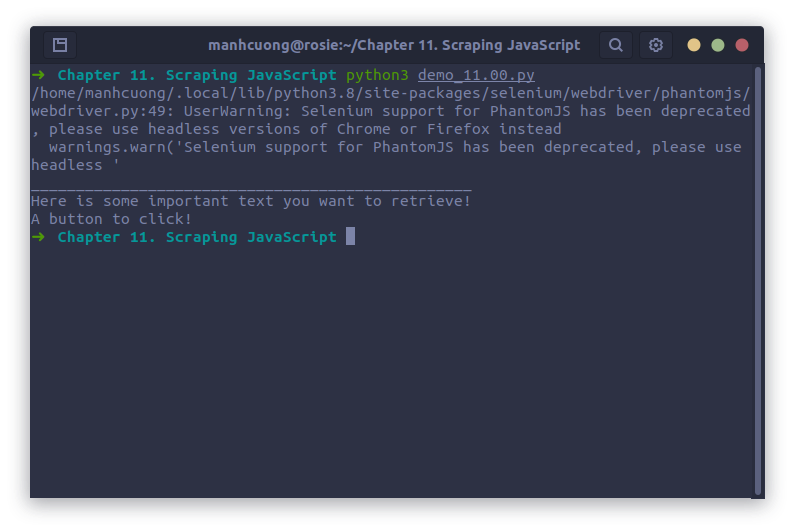 manhcuong@rosie:~/Chapter 11. Scraping JavaScript
➜ Chapter 11. Scraping JavaScript python3 demo_11.00.py
/home/manhcuong/.local/lib/python3.8/site-packages/selenium/webdriver/phantomjs/
webdriver.py:49: UserWarning: Selenium support for PhantomJS has been deprecated
, please use headless versions of Chrome or Firefox instead
  warnings.warn('Selenium support for PhantomJS has been deprecated, please use
headless '
_________________________________________________
Here is some important text you want to retrieve!
A button to click!
➜ Chapter 11. Scraping JavaScript